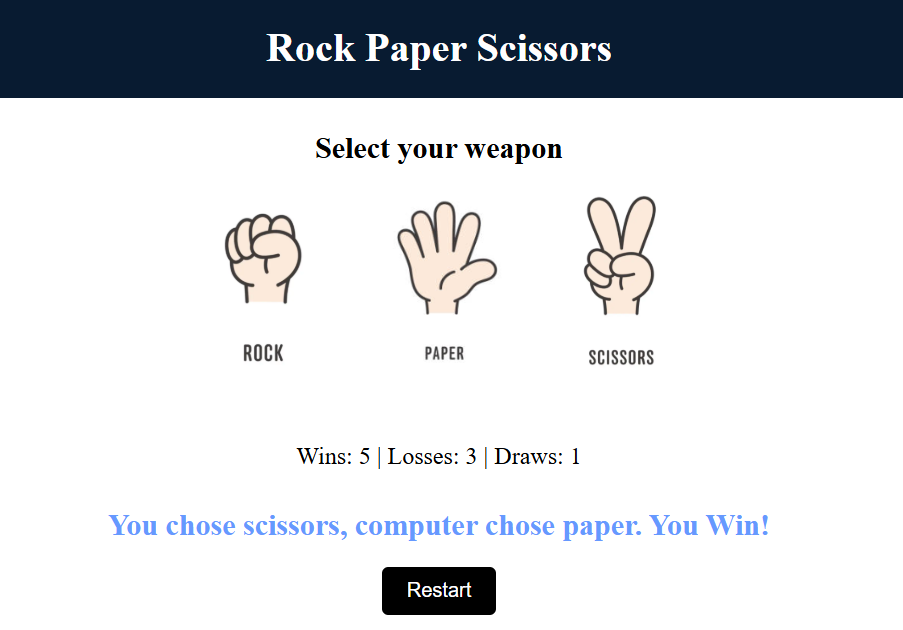 Rock Paper Scissors
Select your weapon
ROCK PAPER SCISSORS
Wins: 5 | Losses: 3 | Draws: 1
You chose scissors, computer chose paper. You Win!
Restart